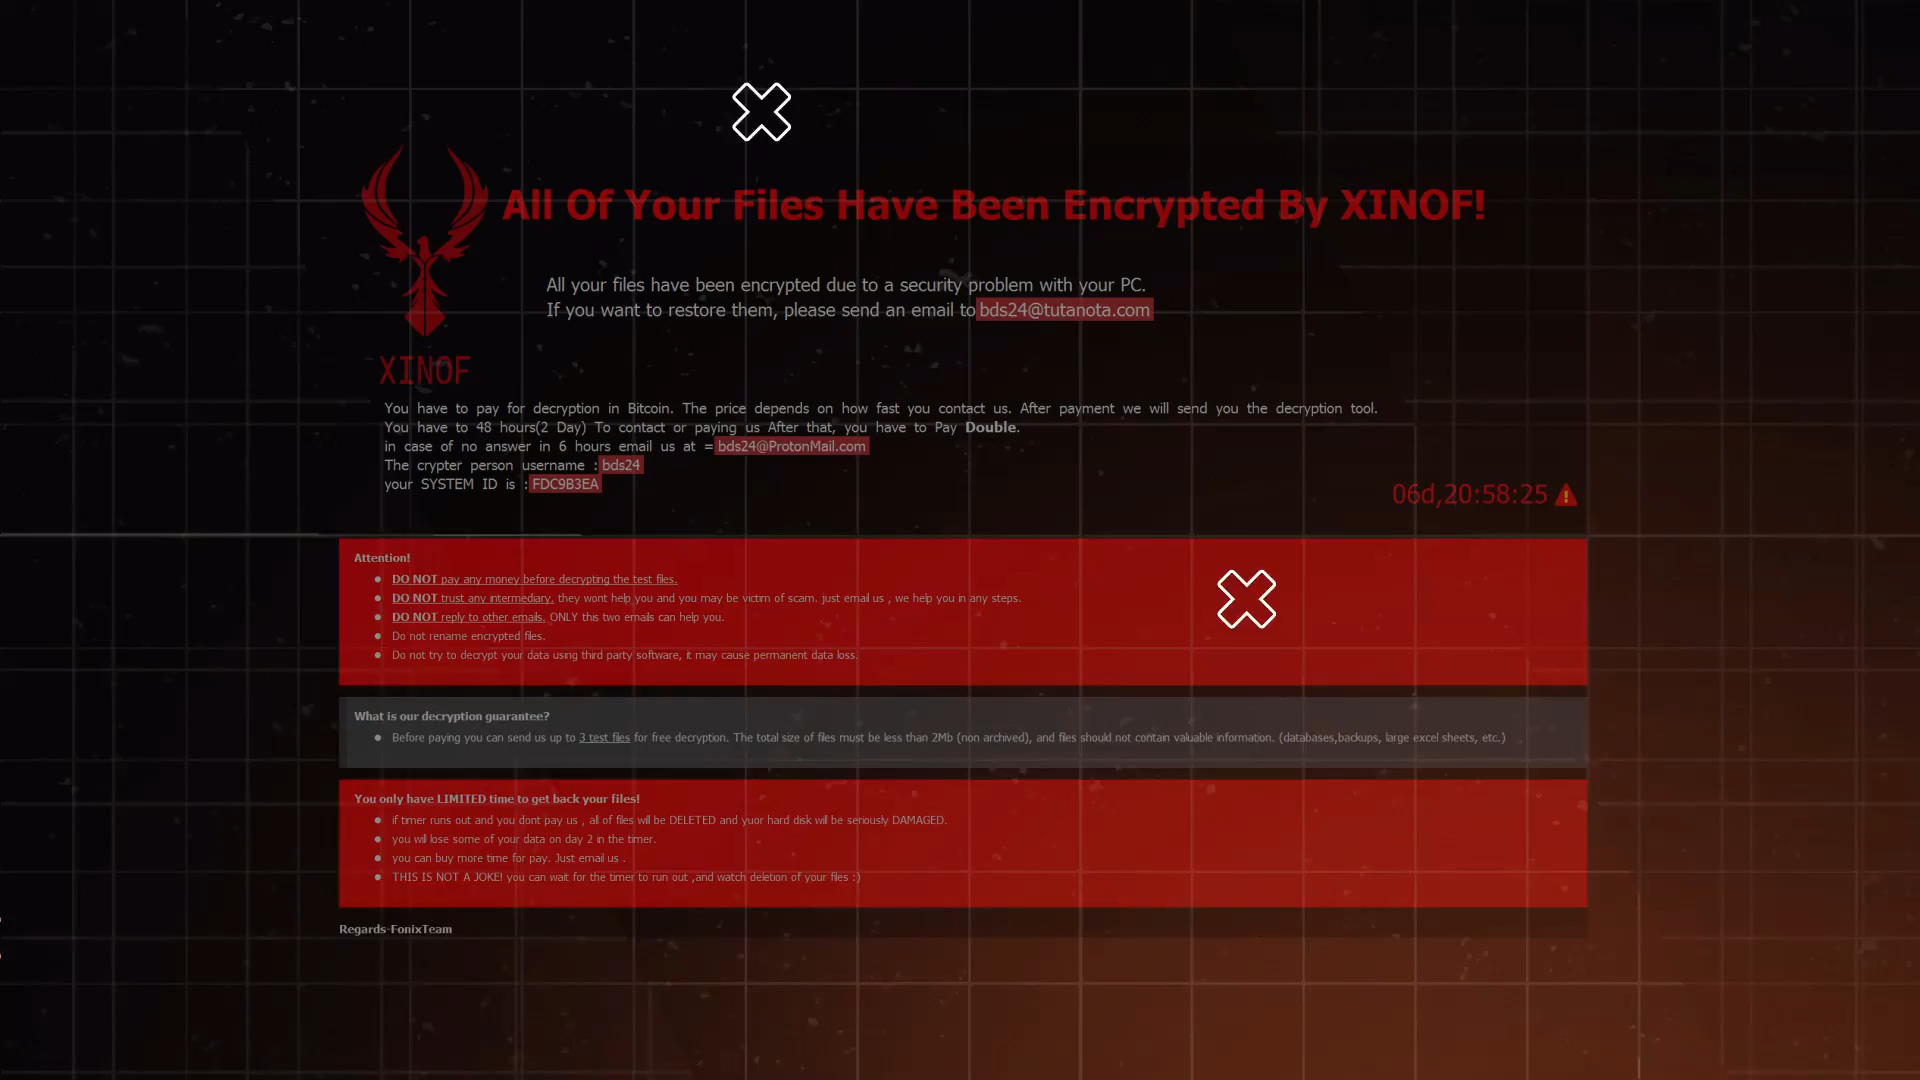 All Of Your Files Have Been Encrypted By XINOF!
All your files have been encrypted due to a security problem with your PC.
If you want to restore them, please send an email to bds24@tutanota.com
XINOF
You have to pay for decryption in Bitcoin. The price depends on how fast you contact us. After payment we will send you the decryption tool.
You have to 48 hours(2 Day) To contact or paying us After that, you have to Pay Double.
in case of no answer in 6 hours email us at = bds24@ProtonMail.com
The crypter person username : bds24
your SYSTEM ID is : FDC9B3EA
06d,20:58:25
Attention!
● DO NOT pay any money before decrypting the test files.
● DO NOT trust any intermediary. they wont help you and you may be victim of scam. just email us , we help you in any steps.
● DO NOT reply to other emails. ONLY this two emails can help you.
● Do not rename encrypted files.
● Do not try to decrypt your data using third party software, it may cause permanent data loss.
What is our decryption guarantee?
● Before paying you can send us up to 3 test files for free decryption. The total size of files must be less than 2Mb (non archived), and files should not contain valuable information. (databases,backups, large excel sheets, etc.)
You only have LIMITED time to get back your files!
● if timer runs out and you dont pay us , all of files will be DELETED and yuor hard disk will be seriously DAMAGED.
● you will lose some of your data on day 2 in the timer.
● you can buy more time for pay. Just email us .
● THIS IS NOT A JOKE! you can wait for the timer to run out ,and watch deletion of your files :)
Regards-FonixTeam